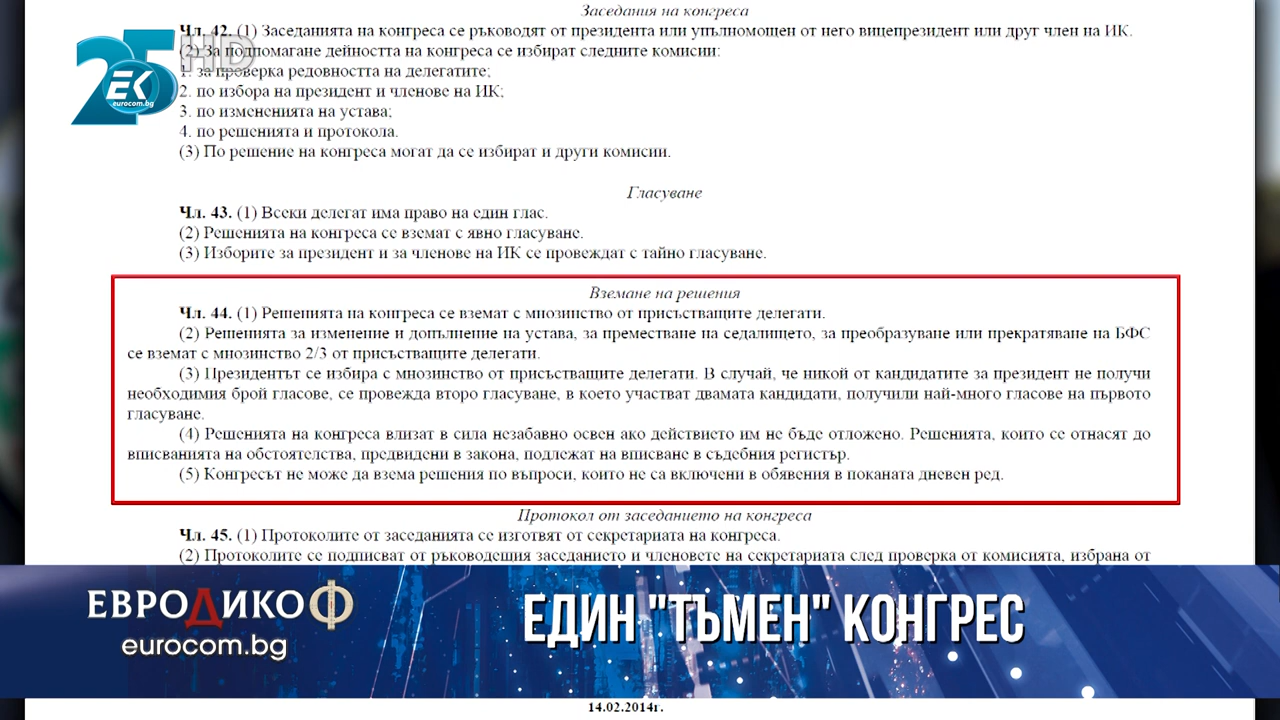 Заседания на конгреса
Чл. 42. (1) Заседанията на конгреса се ръководят от президента или упълномощен от него вицепрезидент или друг член на ИК.
(2) За подпомагане дейността на конгреса се избират следните комисии:
1. за проверка редовността на делегатите;
2. по избора на президент и членове на ИК;
3. по измененията на устава;
4. по решенията и протокола.
(3) По решение на конгреса могат да се избират и други комисии.
25 HD
EK
eurocom.bg
Гласуване
Чл. 43. (1) Всеки делегат има право на един глас.
(2) Решенията на конгреса се вземат с явно гласуване.
(3) Изборите за президент и за членове на ИК се провеждат с тайно гласуване.
Вземане на решения
Чл. 44. (1) Решенията на конгреса се вземат с мнозинство от присъстващите делегати.
(2) Решенията за изменение и допълнение на устава, за преместване на седалището, за преобразуване или прекратяване на БФС
се вземат с мнозинство 2/3 от присъстващите делегати.
(3) Президентът се избира с мнозинство от присъстващите делегати. В случай, че никой от кандидатите за президент не получи
необходимия брой гласове, се провежда второ гласуване, в което участват двамата кандидати, получили най-много гласове на първото
гласуване.
(4) Решенията на конгреса влизат в сила незабавно освен ако действието им не бъде отложено. Решенията, които се отнасят до
вписванията на обстоятелства, предвидени в закона, подлежат на вписване в съдебния регистър.
(5) Конгресът не може да взема решения по въпроси, които не са включени в обявения в поканата дневен ред.
Протокол от заседанието на конгреса
Чл. 45. (1) Протоколите от заседанията се изготвят от секретариата на конгреса.
(2) Протоколите се подписват от ръководещия заседанието и членовете на секретариата след проверка от комисията, избрана от
ЕВРОДИКОФ
eurocom.bg
ЕДИН "ТЪМЕН" КОНГРЕС
14.02.2014г.